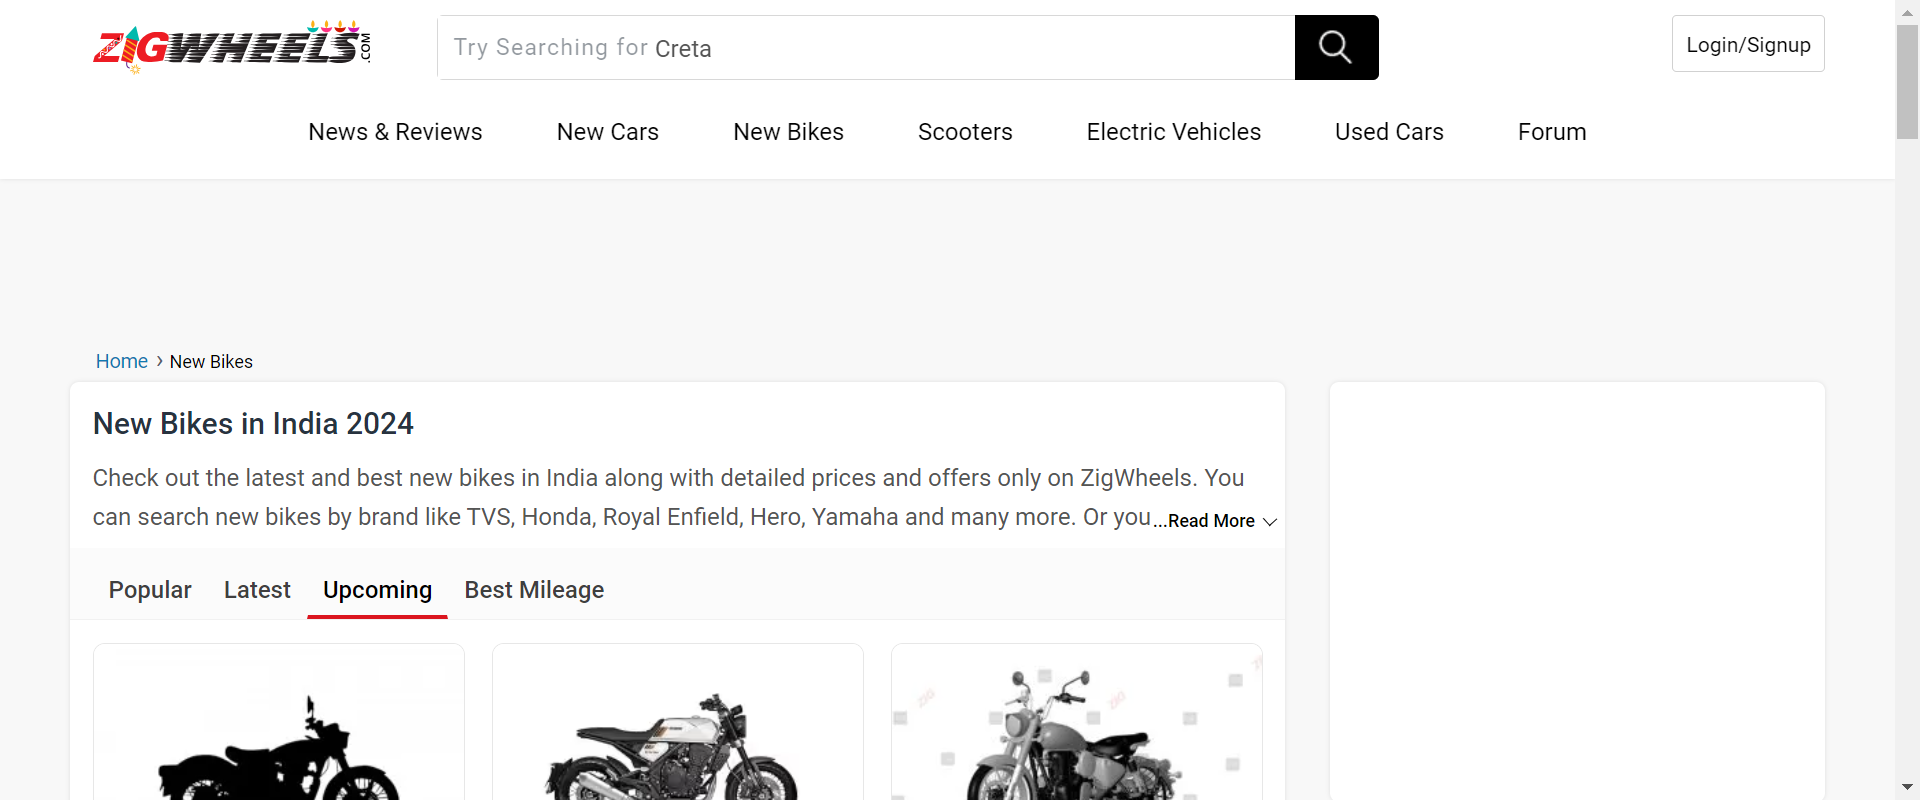 ZIGWHEELS.COM
Try Searching for Creta
Login/Signup
News & Reviews
New Cars
New Bikes
Scooters
Electric Vehicles
Used Cars
Forum
Home › New Bikes
New Bikes in India 2024
Check out the latest and best new bikes in India along with detailed prices and offers only on ZigWheels. You
can search new bikes by brand like TVS, Honda, Royal Enfield, Hero, Yamaha and many more. Or you ...Read More
Popular
Latest
Upcoming
Best Mileage
ZIG
ZIG